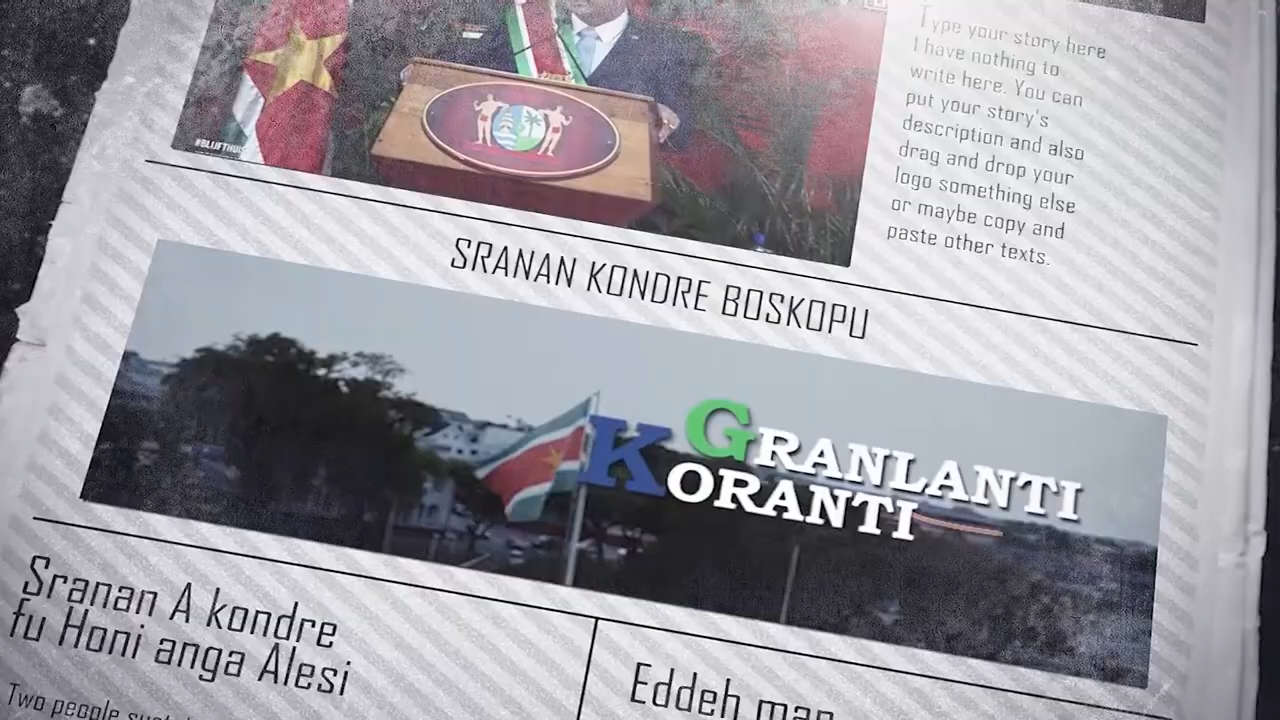 Type your story here
I have nothing to
write here. You can
put your story's
description and also
drag and drop your
logo something else
or maybe copy and
paste other texts.
SRANAN KONDRE BOSKOPU
GRANLANTI
KORANTI
Sranan A kondre
fu Honi anga Alesi
Two people
Eddeh man